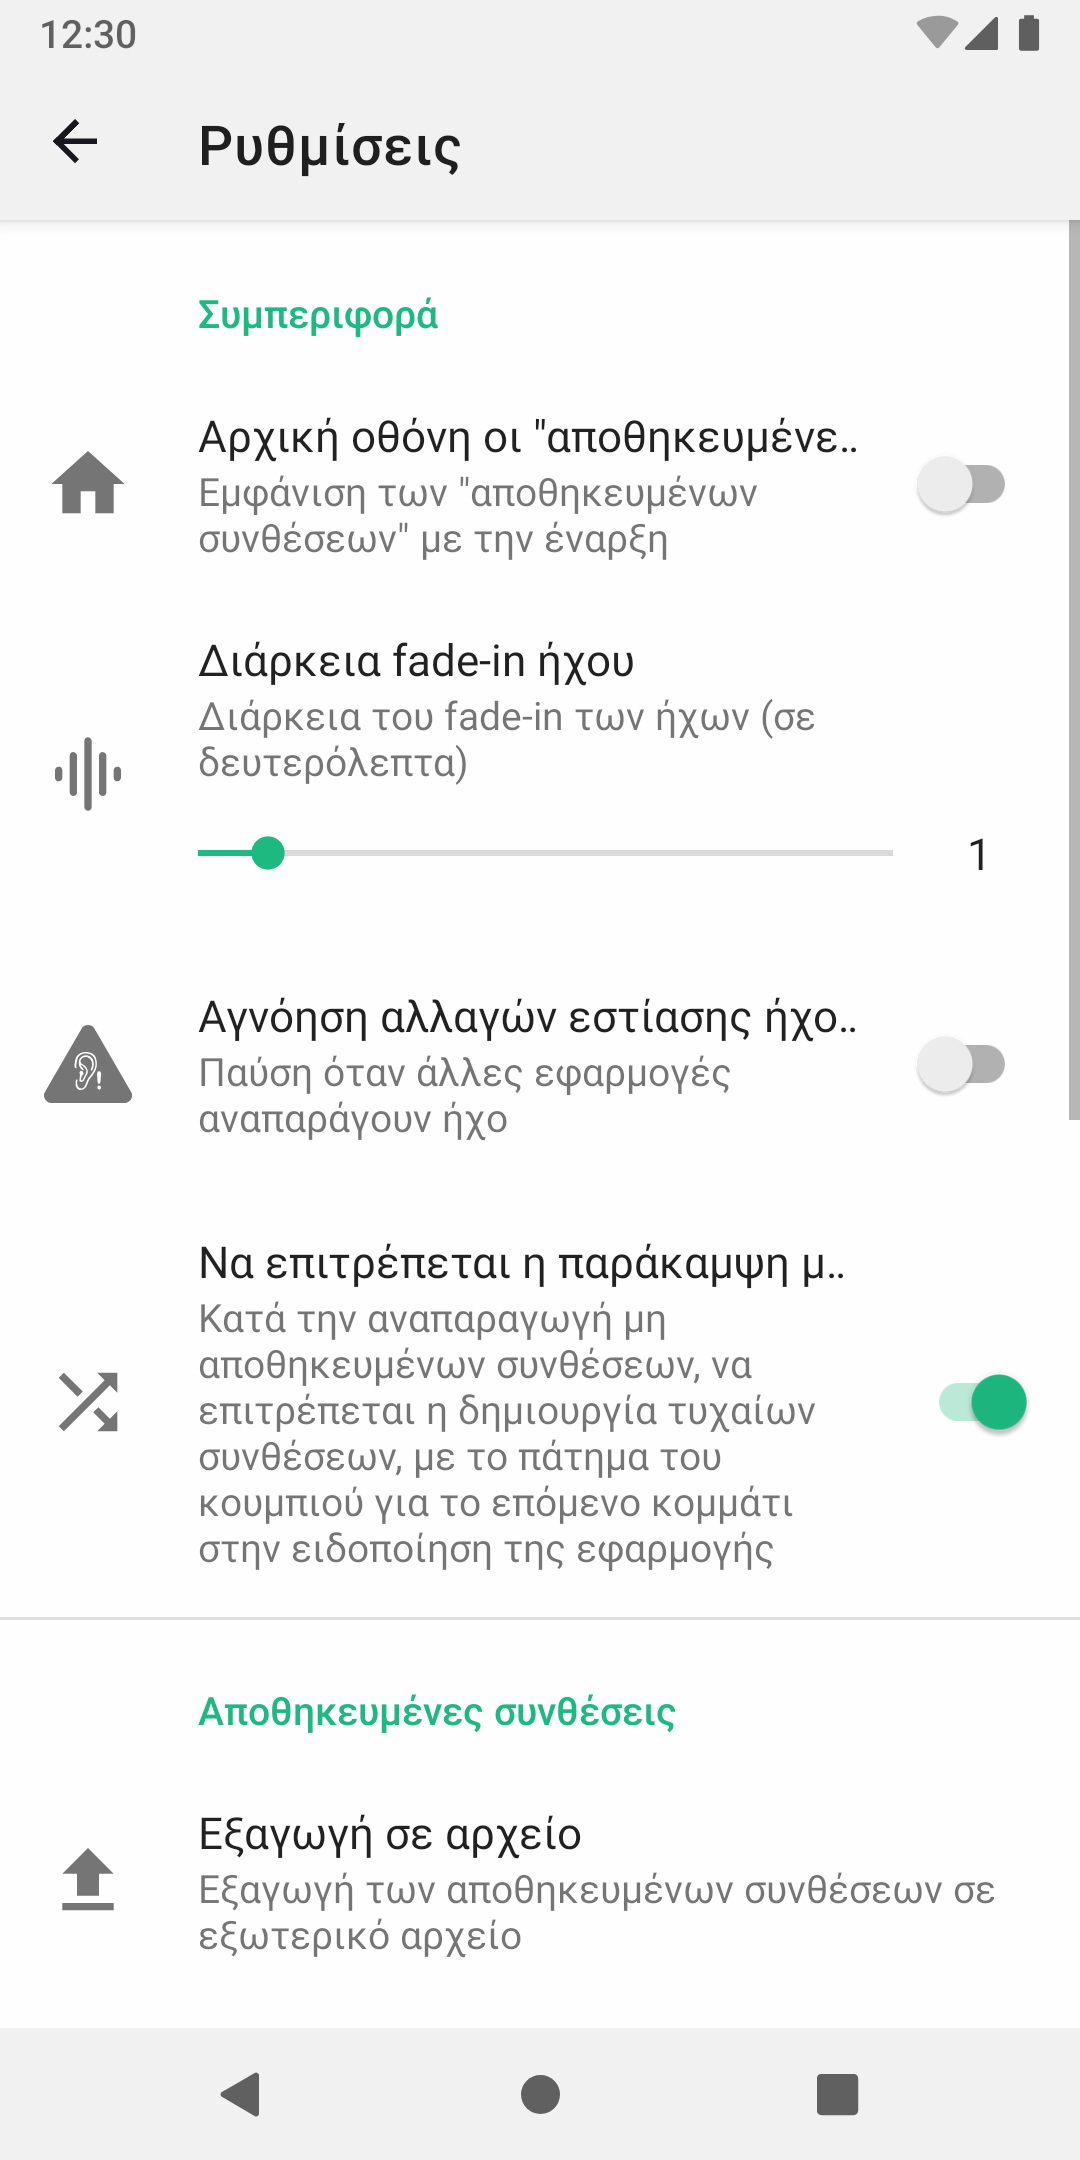 12:30
Ρυθμίσεις
Συμπεριφορά
Αρχική οθόνη οι "αποθηκευμένε..
Εμφάνιση των "αποθηκευμένων
συνθέσεων" με την έναρξη
Διάρκεια fade-in ήχου
Διάρκεια του fade-in των ήχων (σε
δευτερόλεπτα)
1
Αγνόηση αλλαγών εστίασης ήχο..
Παύση όταν άλλες εφαρμογές
αναπαράγουν ήχο
Να επιτρέπεται η παράκαμψη μ..
Κατά την αναπαραγωγή μη
αποθηκευμένων συνθέσεων, να
επιτρέπεται η δημιουργία τυχαίων
συνθέσεων, με το πάτημα του
κουμπιού για το επόμενο κομμάτι
στην ειδοποίηση της εφαρμογής
Αποθηκευμένες συνθέσεις
Εξαγωγή σε αρχείο
Εξαγωγή των αποθηκευμένων συνθέσεων σε
εξωτερικό αρχείο